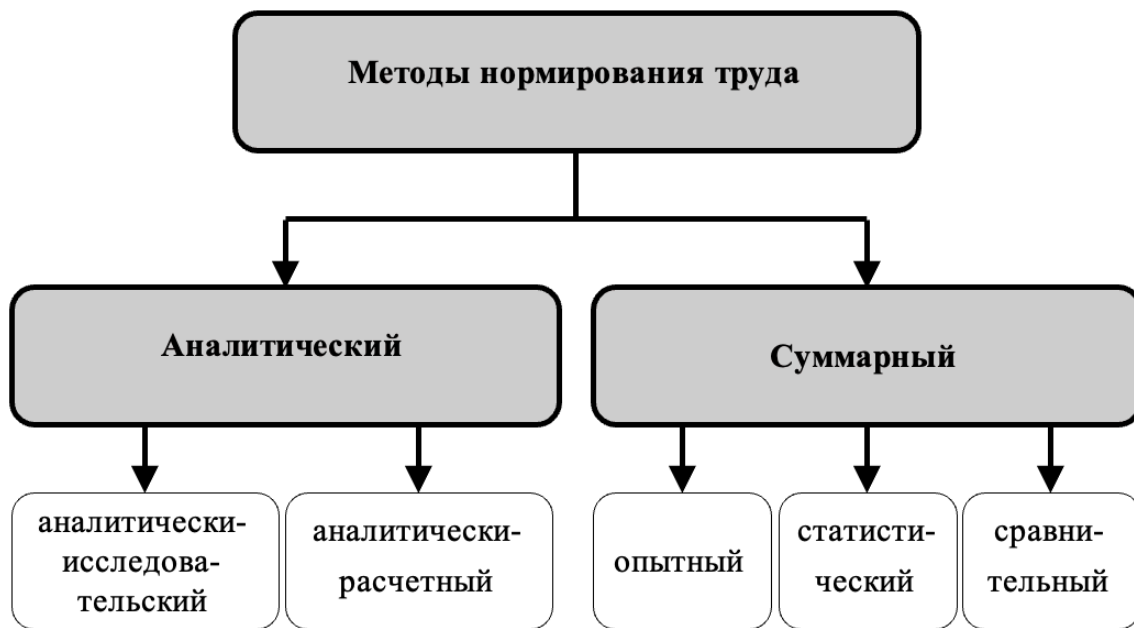 Методы нормирования труда
Аналитический
Суммарный
аналитически-
исследова-
тельский
аналитически-
расчетный
опытный
статисти-
ческий
сравни-
тельный